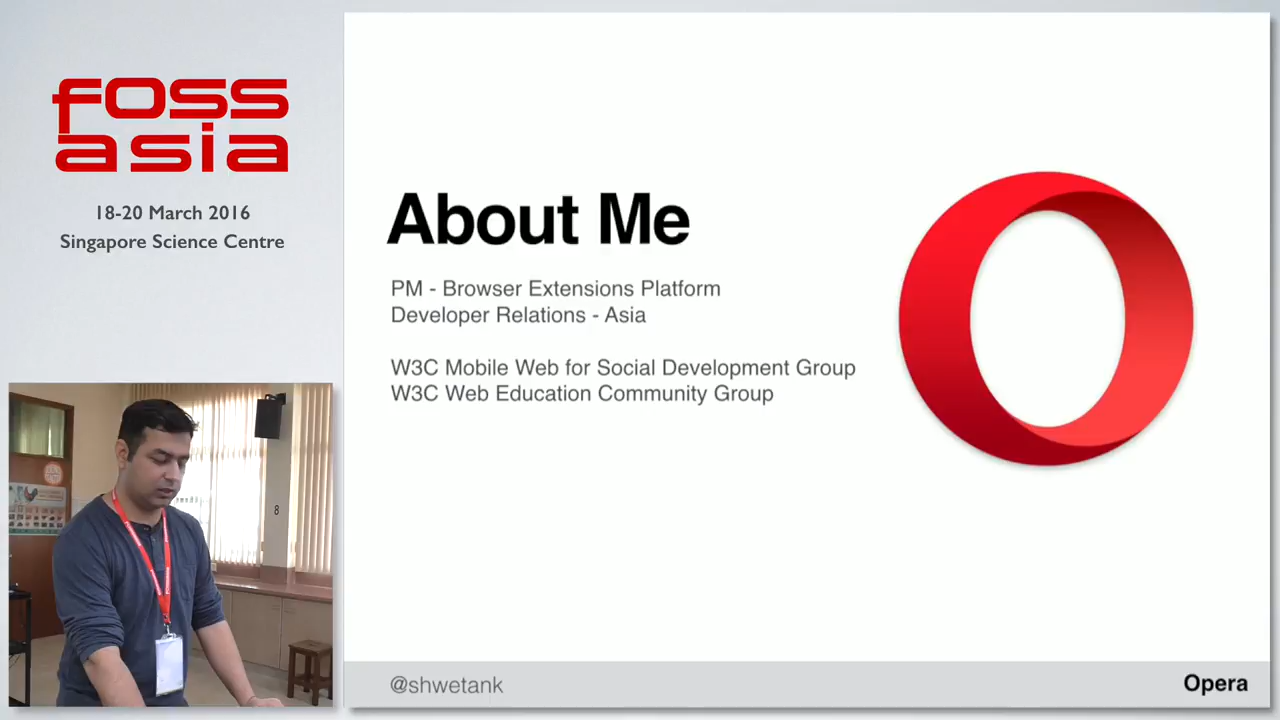 foss
asia
18-20 March 2016
Singapore Science Centre
About Me
PM - Browser Extensions Platform
Developer Relations - Asia
W3C Mobile Web for Social Development Group
W3C Web Education Community Group
8
@shwetank
Opera